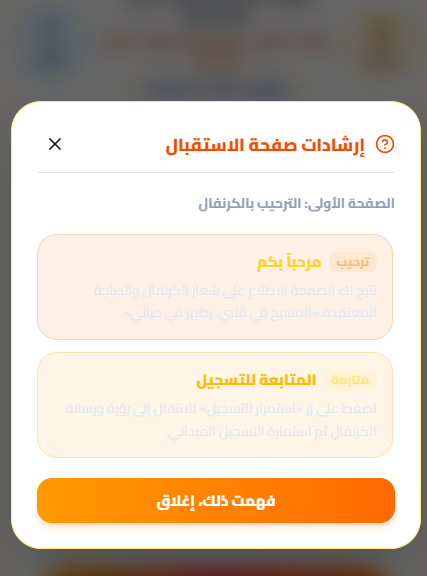 إرشادات صفحة الاستقبال
الصفحة الأولى: الترحيب بالكرنفال
ترحيب
مرحباً بكم
تتيح لك الصفحة الاطلاع على شعار الكرنفال والديباجة
المعتمدة «المسيح في قلبي، يظهر في حياتي».
متابعة
المتابعة للتسجيل
اضغط على زر «استمرار للتسجيل» للانتقال إلى رؤية ورسالة
الكرنفال ثم استمارة التسجيل الميداني.
فهمت ذلك، إغلاق